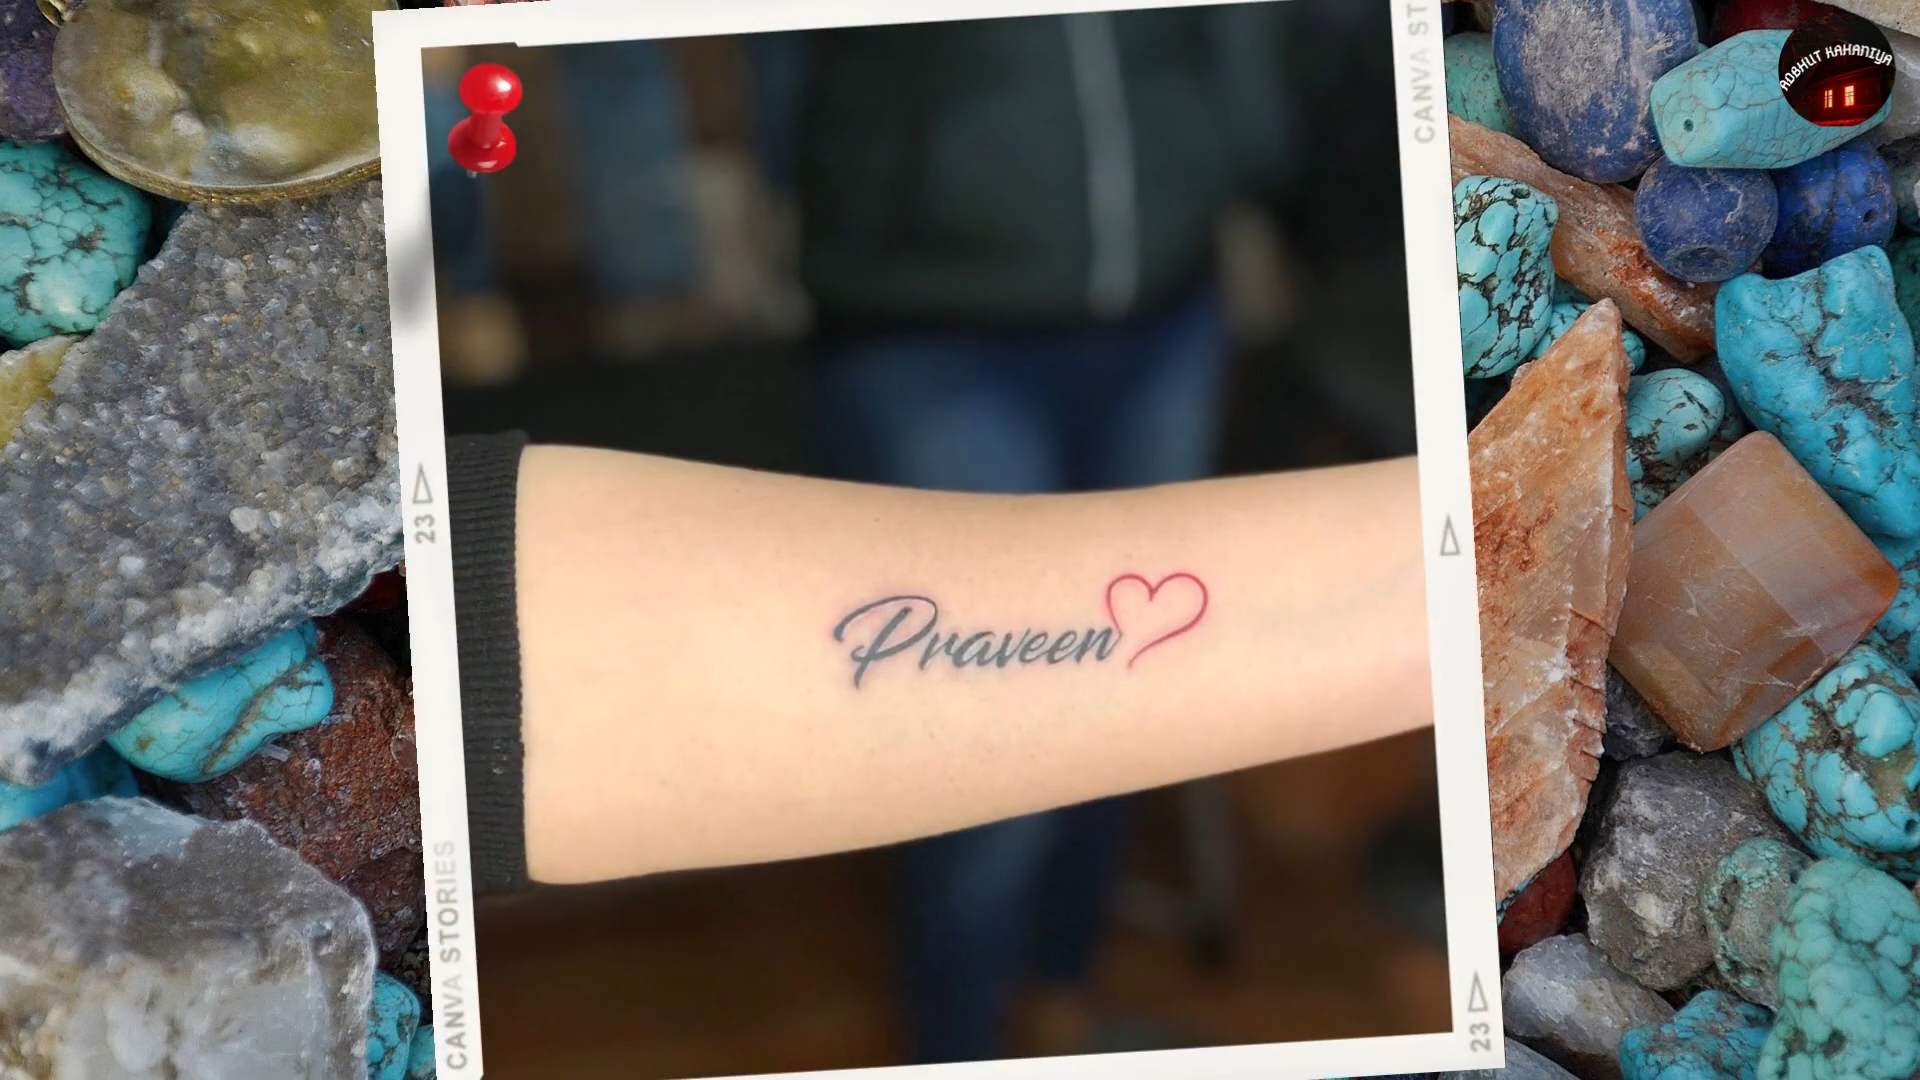 ADBHUT KAHANIYA
CANVA ST
23
Praveen
CANVA STORIES
23